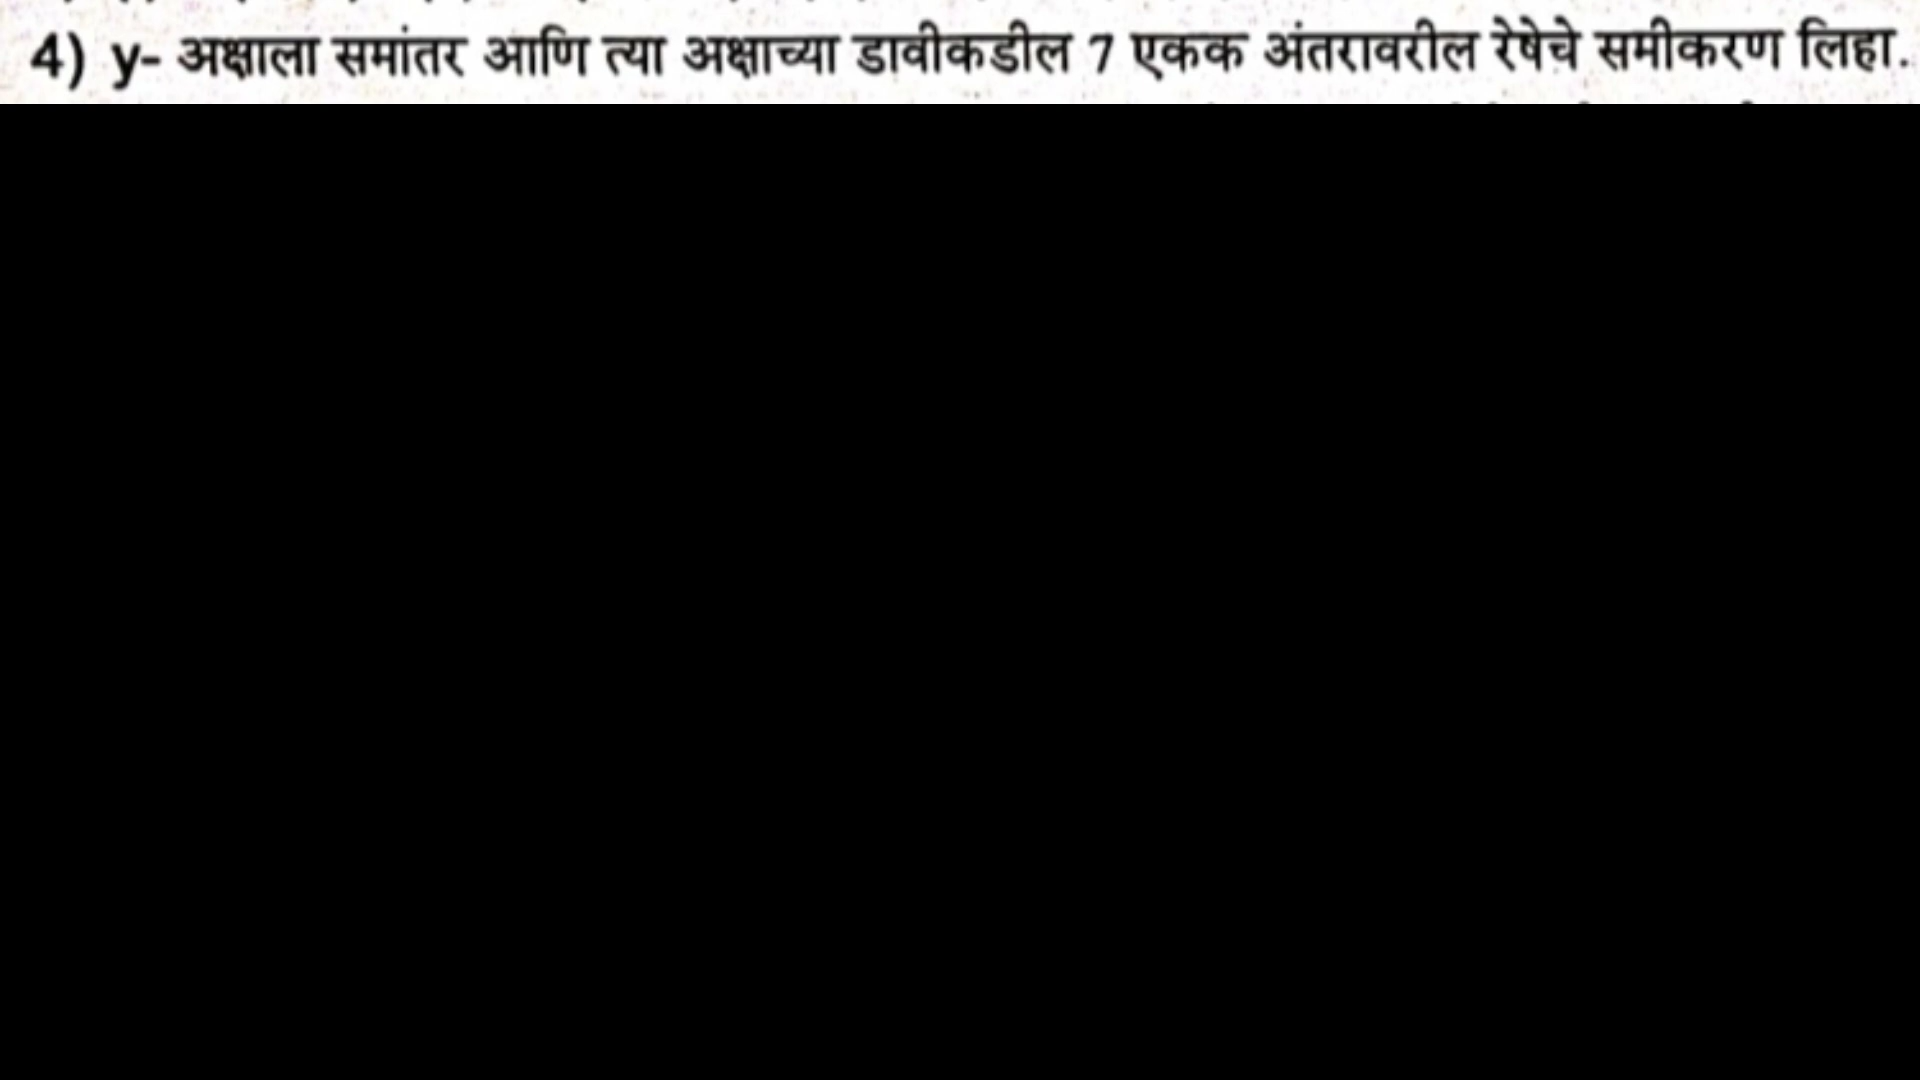 4) y- अक्षाला समांतर आणि त्या अक्षाच्या डावीकडील 7 एकक अंतरावरील रेषेचे समीकरण लिहा.